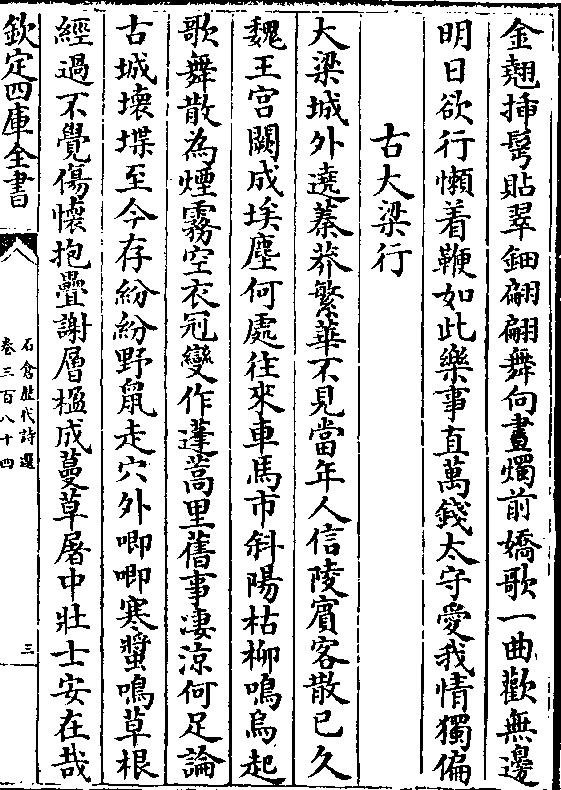 金翹揷髩貼翠鈿翩翩舞向畫燭前嬌歌一曲歡無邊
明日欲行懶着鞭如此樂事直萬錢太守愛我情獨偏
古大梁行
大梁城外遶蓁莽繁華不見當年人信陵賔客散已久
魏王宫闕成埃塵何處往來車馬市斜陽枯柳鳴烏起
歌舞散為煙霧空衣冠變作蓬蒿里舊事凄涼何足論
古城壊堞至今存紛紛野鼠走穴外唧唧寒螿鳴草根
經過不覺傷懷抱疊謝層樞成蔓草屠中壯士安在哉
欽定四庫全書
石倉歴代詩選
卷三百八十四
三